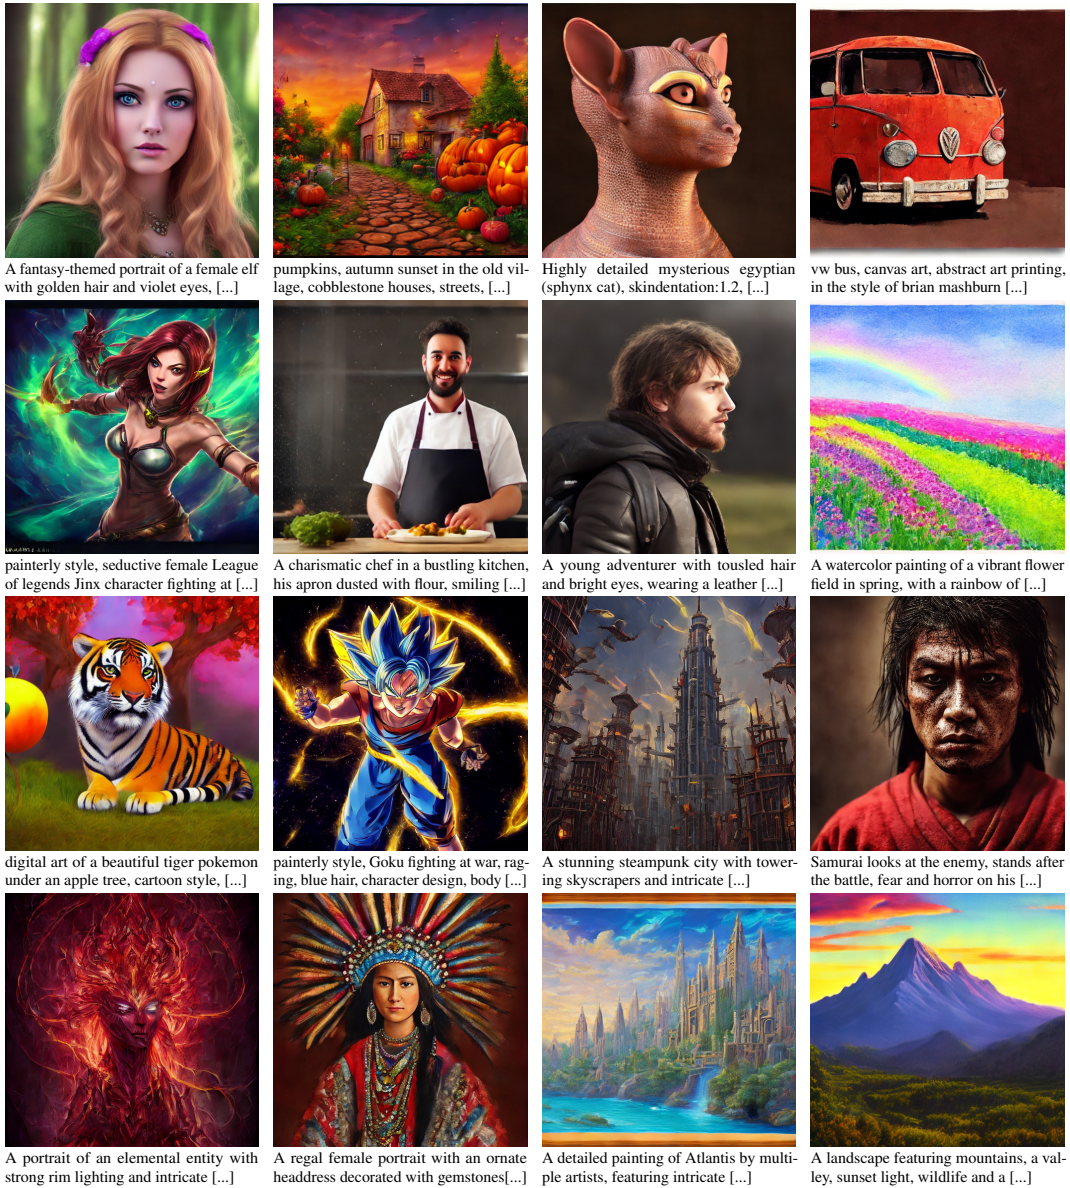 A fantasy-themed portrait of a female elf
with golden hair and violet eyes, [...]
pumpkins, autumn sunset in the old vil-
lage, cobblestone houses, streets, [...]
Highly detailed mysterious egyptian
(sphynx cat), skindentation:1.2, [...]
vw bus, canvas art, abstract art printing,
in the style of brian mashburn [...]
painterly style, seductive female League
of legends Jinx character fighting at [...]
A charismatic chef in a bustling kitchen,
his apron dusted with flour, smiling [...]
A young adventurer with tousled hair
and bright eyes, wearing a leather [...]
A watercolor painting of a vibrant flower
field in spring, with a rainbow of [...]
digital art of a beautiful tiger pokemon
under an apple tree, cartoon style, [...]
painterly style, Goku fighting at war, rag-
ing, blue hair, character design, body [...]
A stunning steampunk city with tower-
ing skyscrapers and intricate [...]
Samurai looks at the enemy, stands after
the battle, fear and horror on his [...]
A portrait of an elemental entity with
strong rim lighting and intricate [...]
A regal female portrait with an ornate
headdress decorated with gemstones[...]
A detailed painting of Atlantis by multi-
ple artists, featuring intricate [...]
A landscape featuring mountains, a val-
ley, sunset light, wildlife and a [...]